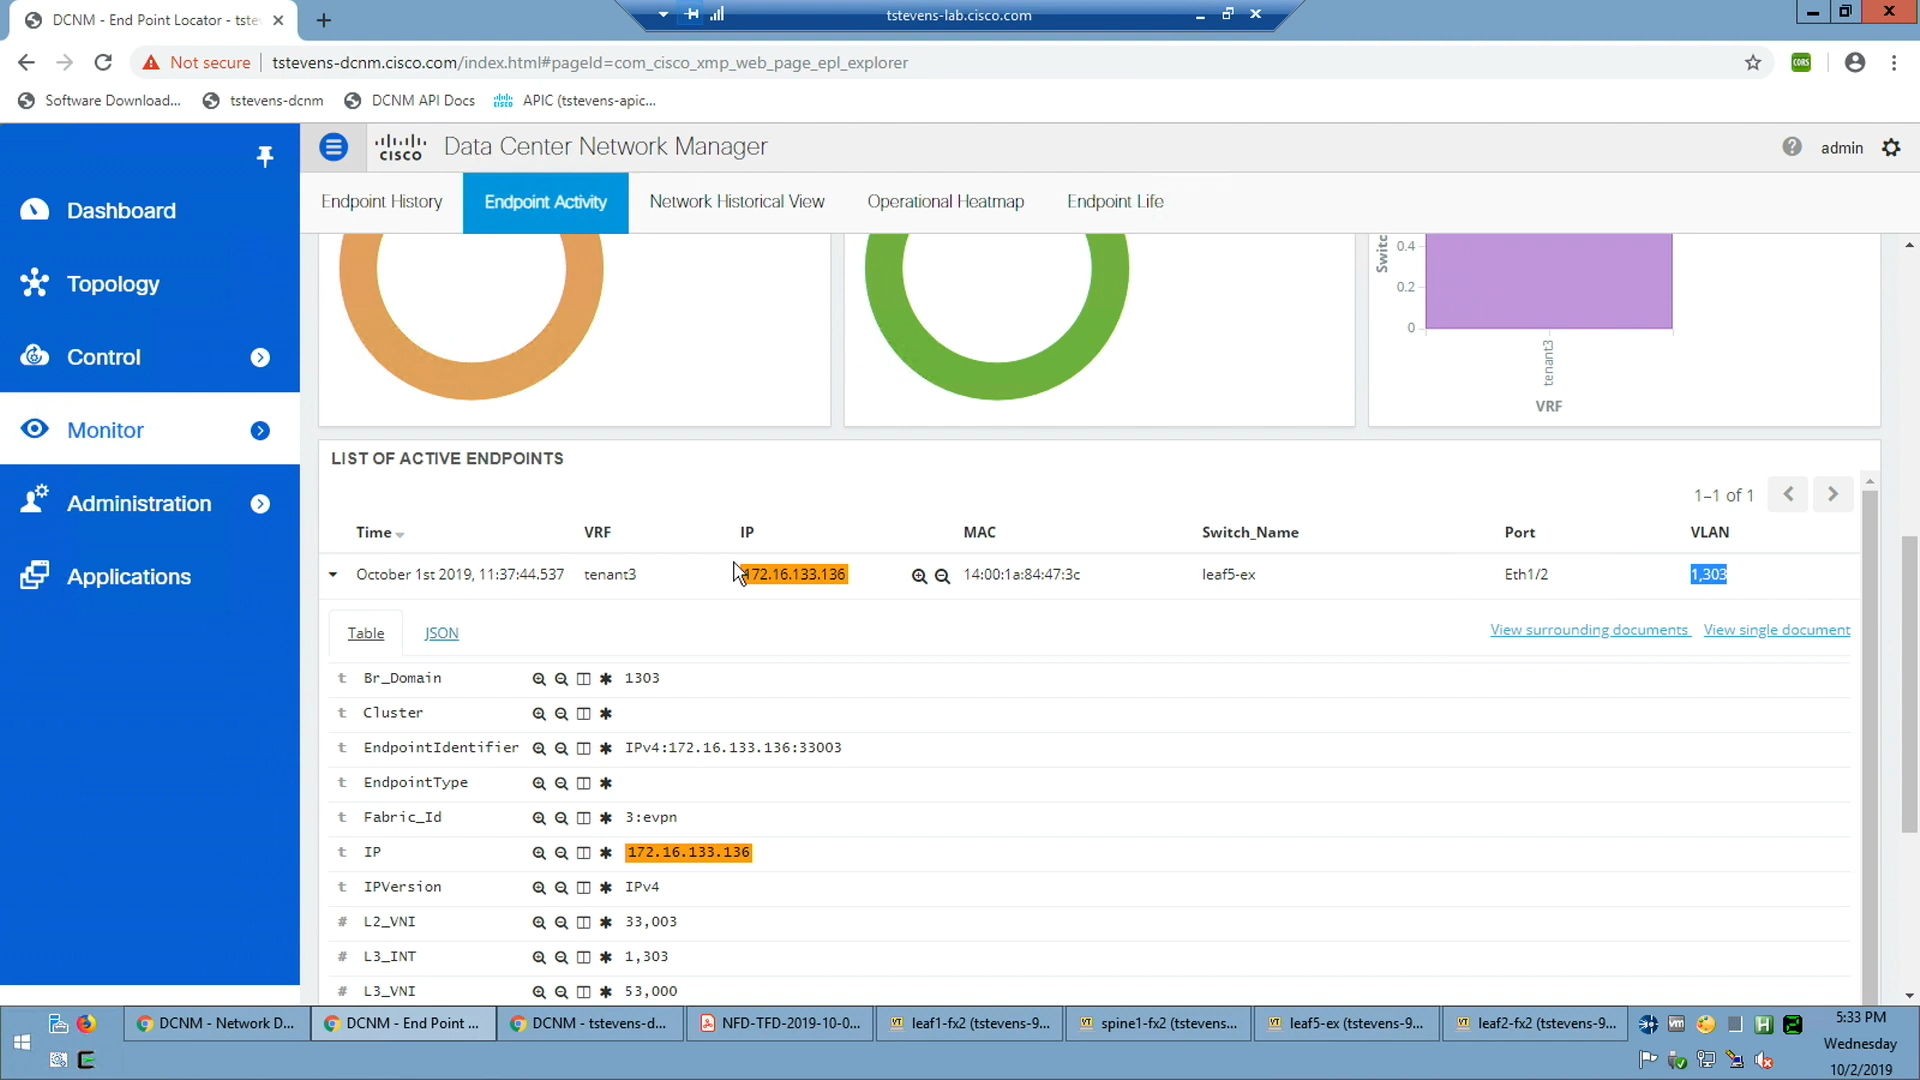 DCNM - End Point Locator - tste
tstevens-lab.cisco.com
Not secure
tstevens-dcnm.cisco.com/index.html#pageId=com_cisco_xmp_web_page_epl_explorer
CORS
Software Download...
tstevens-dcnm
DCNM API Docs
CISCO
APIC (tstevens-apic...
CISCO
Data Center Network Manager
admin
Dashboard
Topology
Control
Monitor
Administration
Applications
Endpoint History
Endpoint Activity
Network Historical View
Operational Heatmap
Endpoint Life
Switc
0.4
0.2
0
tenant3
VRF
LIST OF ACTIVE ENDPOINTS
1–1 of 1
Time VRF IP MAC Switch_Name Port VLAN
October 1st 2019, 11:37:44.537 tenant3 172.16.133.136 14:00:1a:84:47:3c leaf5-ex Eth1/2 1,303
Table
JSON
View surrounding documents
View single document
t Br_Domain 1303
t Cluster
t EndpointIdentifier IPv4:172.16.133.136:33003
t EndpointType
t Fabric_Id 3:evpn
t IP 172.16.133.136
t IPVersion IPv4
# L2_VNI 33,003
# L3_INT 1,303
# L3_VNI 53,000
DCNM - Network D...
DCNM - End Point ...
DCNM - tstevens-d...
NFD-TFD-2019-10-0...
leaf1-fx2 (tstevens-9...
spine1-fx2 (tstevens...
leaf5-ex (tstevens-9...
leaf2-fx2 (tstevens-9...
5:33 PM
Wednesday
10/2/2019